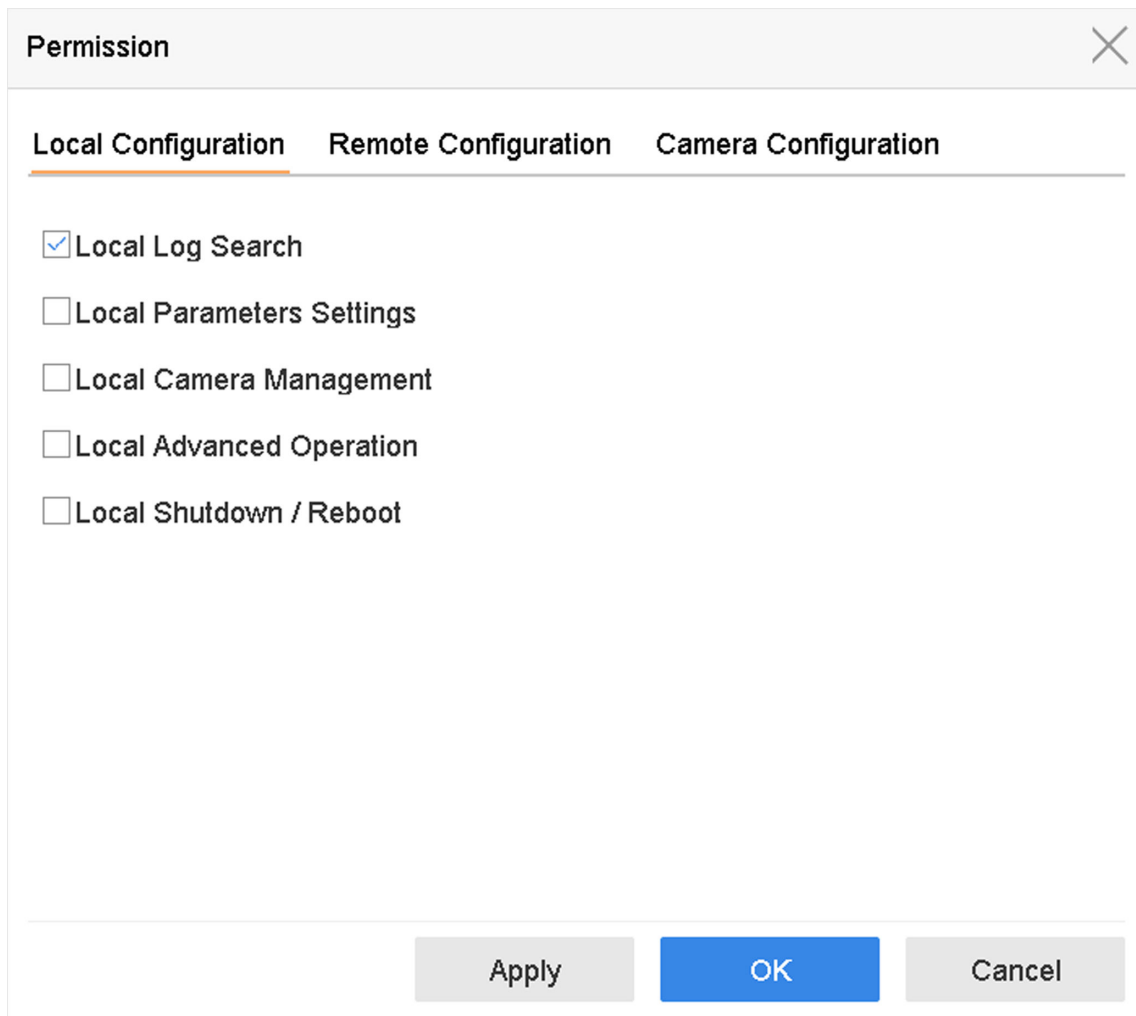 Permission
Local Configuration Remote Configuration Camera Configuration
Local Log Search
Local Parameters Settings
Local Camera Management
Local Advanced Operation
Local Shutdown / Reboot
Apply OK Cancel